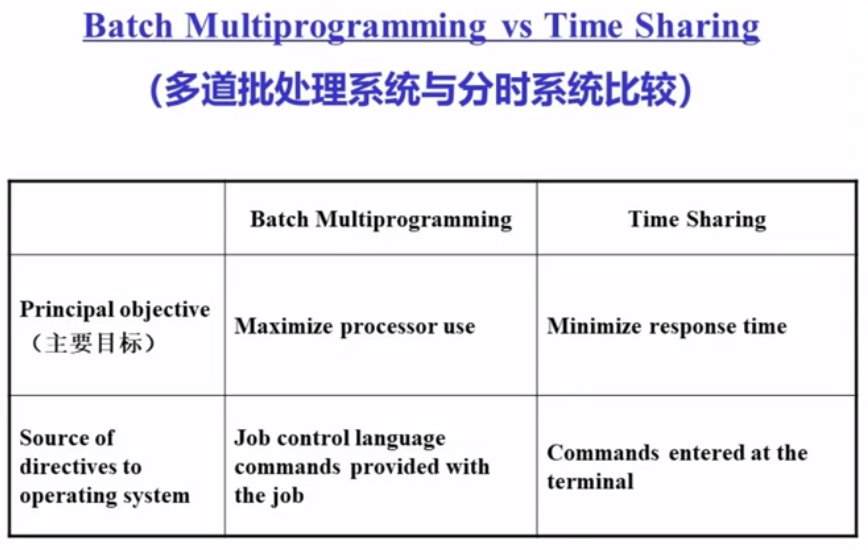 Batch Multiprogramming vs Time Sharing
(多道批处理系统与分时系统比较)
Batch Multiprogramming
Time Sharing
Principal objective
（主要目标）
Maximize processor use
Minimize response time
Source of
directives to
operating system
Job control language
commands provided with
the job
Commands entered at the
terminal